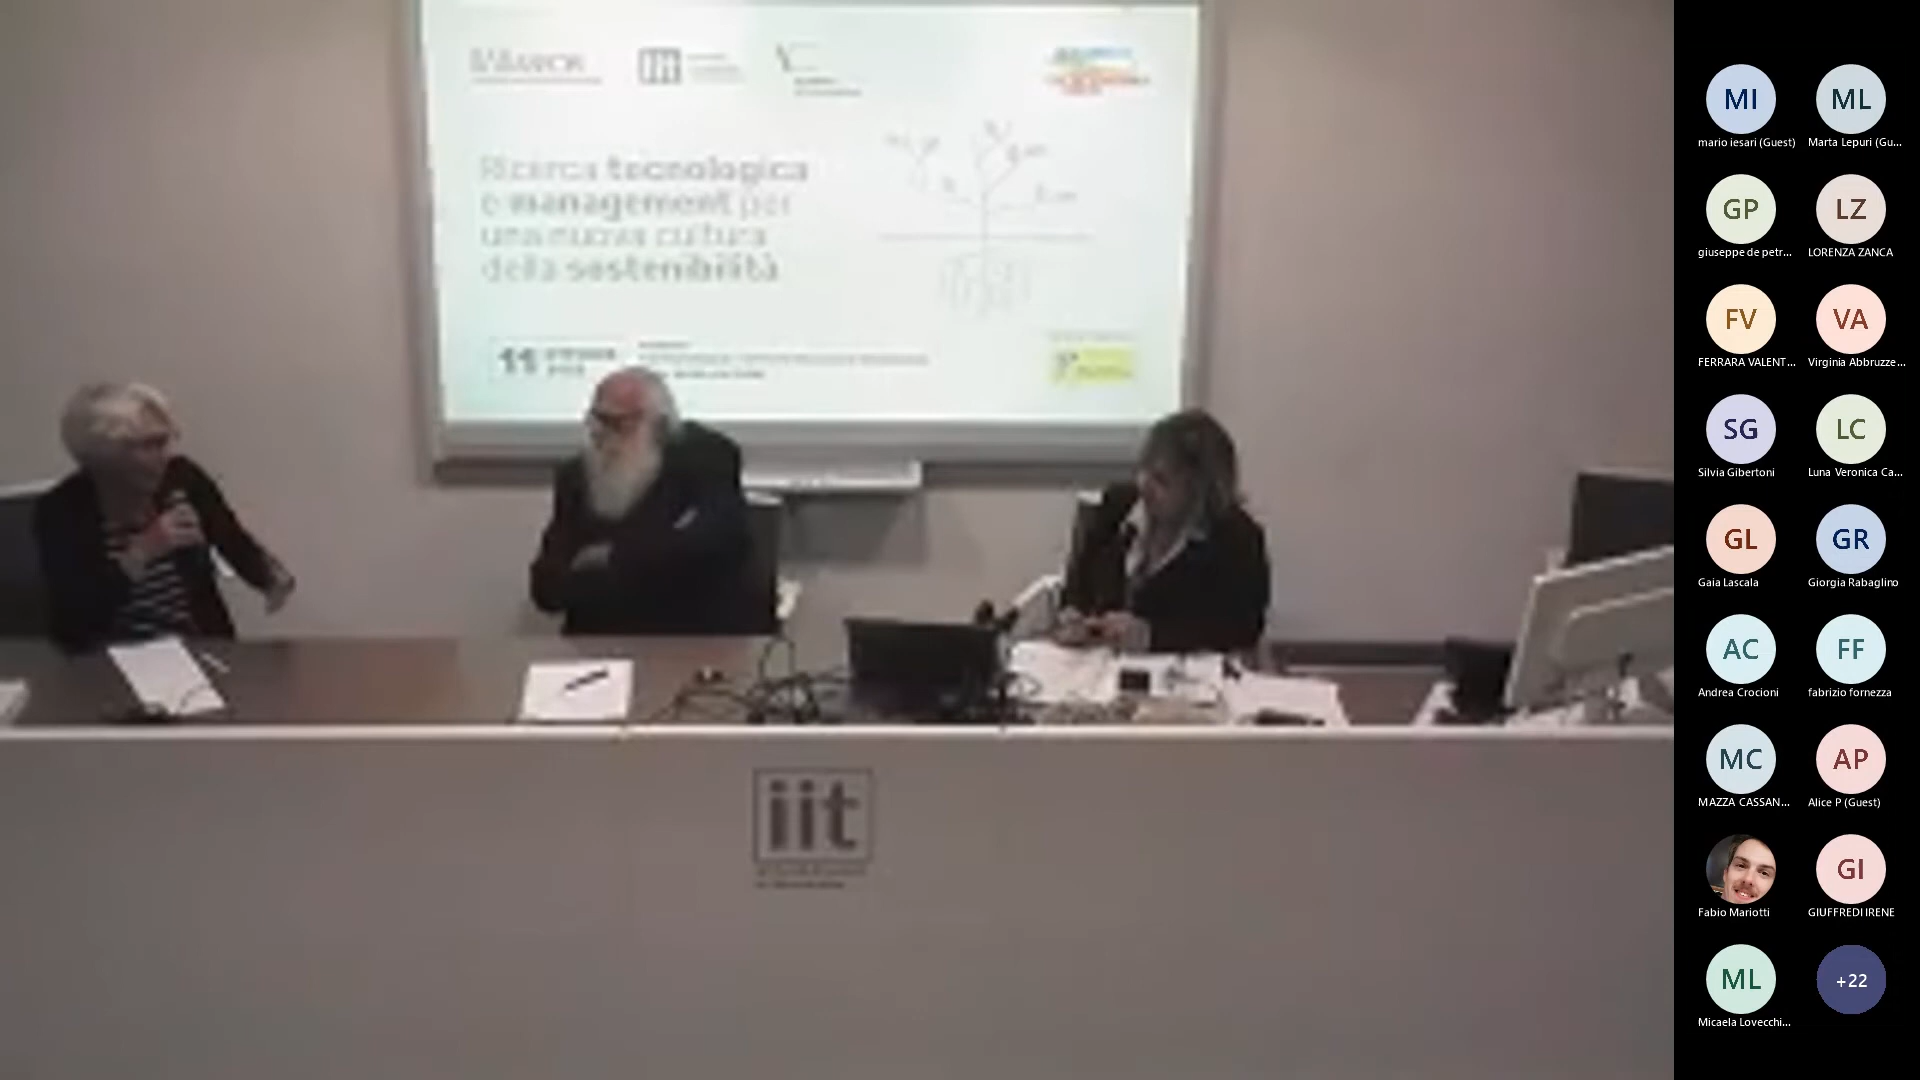 Ricerca tecnologica
e management per
una nuova cultura
della sostenibilità
11
iit
MI
mario iesari (Guest)
ML
Marta Lepuri (Gu...
GP
giuseppe de petr...
LZ
LORENZA ZANCA
FV
FERRARA VALENT...
VA
Virginia Abbruzze...
SG
Silvia Gibertoni
LC
Luna Veronica Ca...
GL
Gaia Lascala
GR
Giorgia Rabaglino
AC
Andrea Crocioni
FF
fabrizio fornezza
MC
MAZZA CASSAN...
AP
Alice P (Guest)
Fabio Mariotti
GI
GIUFFREDI IRENE
ML
Micaela Lovecchi...
+22